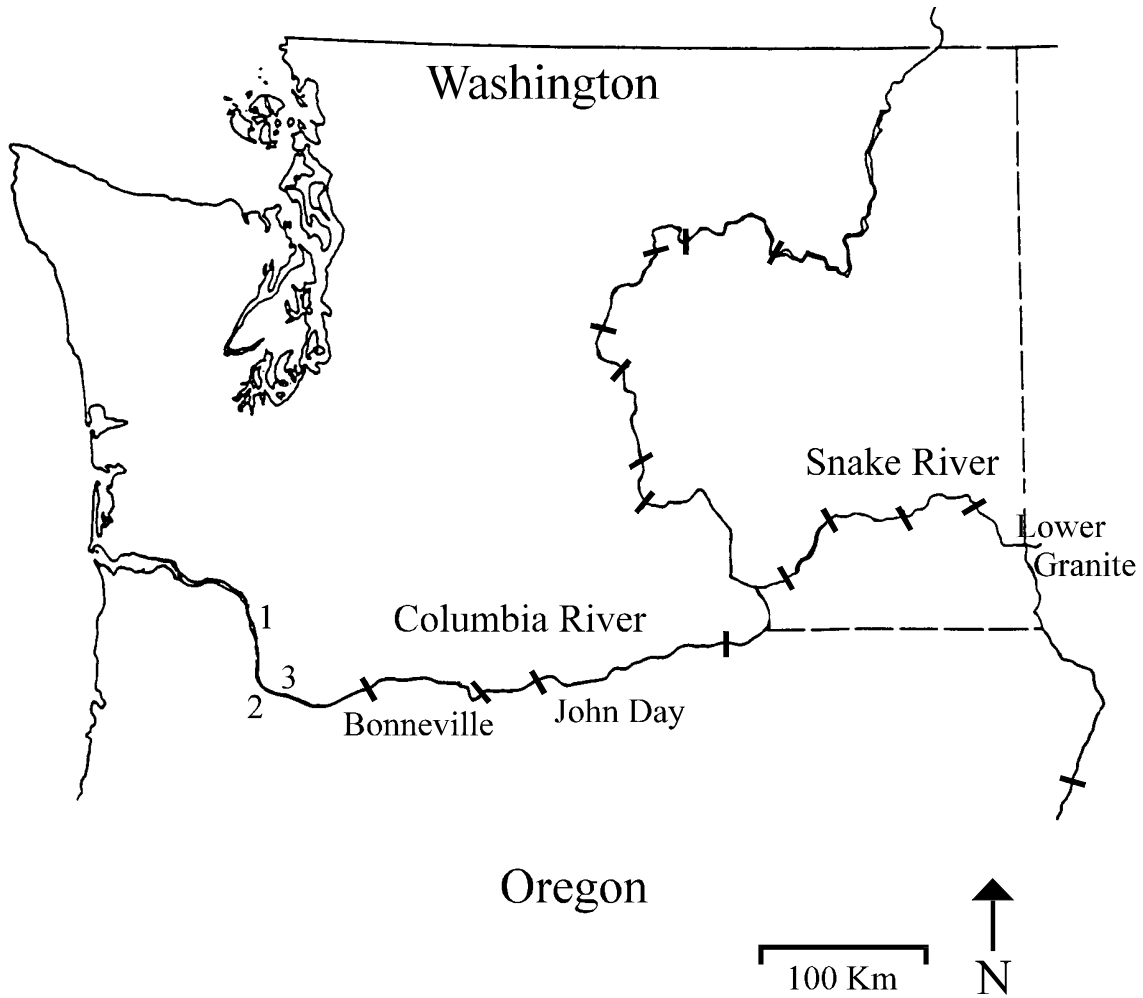 Washington
Snake River
Lower
Granite
1
Columbia River
3
2
Bonneville
John Day
Oregon
100 Km
N